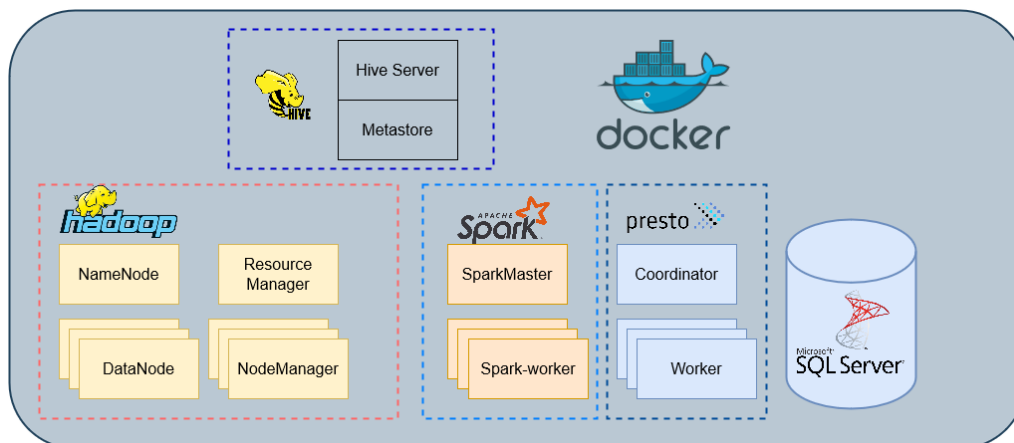 HIVE
Hive Server
Metastore
docker
hadoop
NameNode
Resource
Manager
DataNode
NodeManager
APACHE
Spark
SparkMaster
Spark-worker
presto
Coordinator
Worker
Microsoft
SQL Server